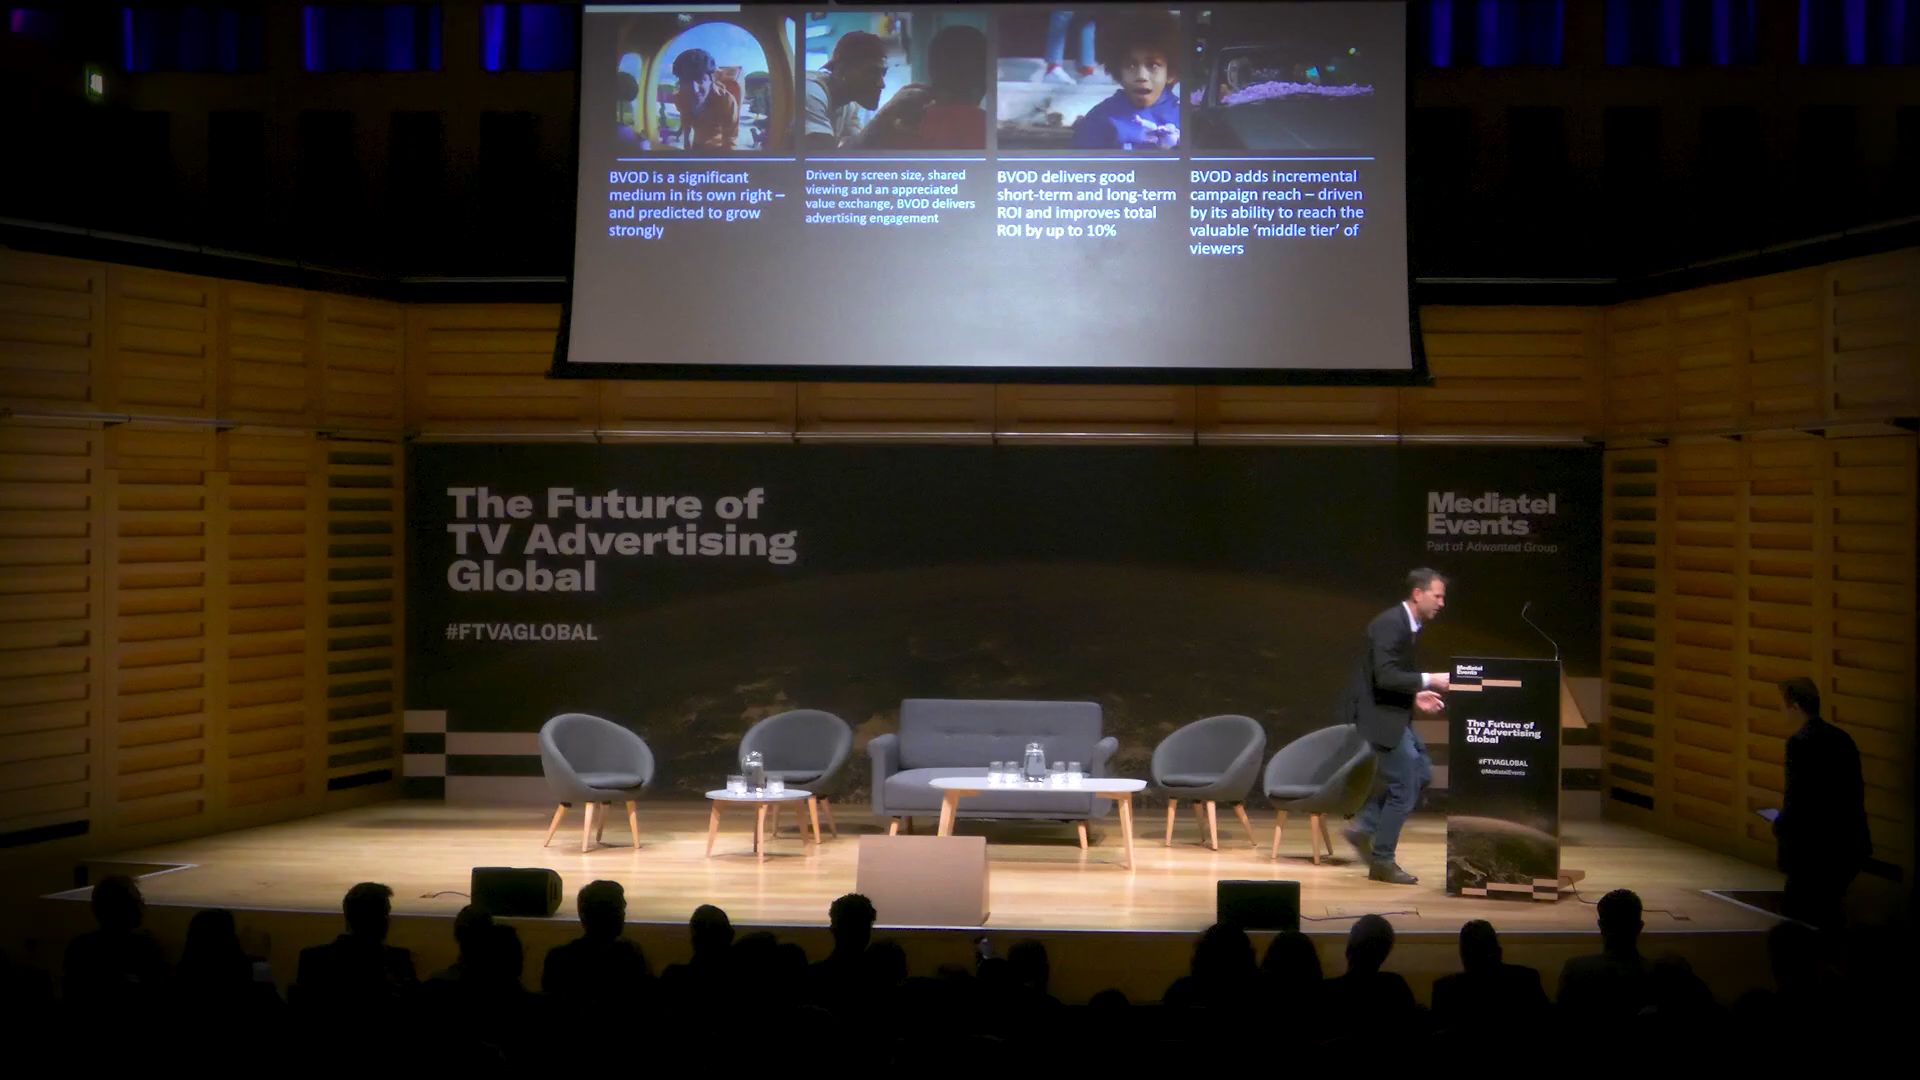 BVOD is a significant
medium in its own right –
and predicted to grow
strongly
Driven by screen size, shared
viewing and an appreciated
value exchange, BVOD delivers
advertising engagement
BVOD delivers good
short-term and long-term
ROI and improves total
ROI by up to 10%
BVOD adds incremental
campaign reach – driven
by its ability to reach the
valuable ‘middle tier’ of
viewers
The Future of
TV Advertising
Global
#FTVAGLOBAL
Mediatel
Events
Part of Adwanted Group
Mediatel
Events
The Future of
TV Advertising
Global
#FTVAGLOBAL
@MediatelEvents